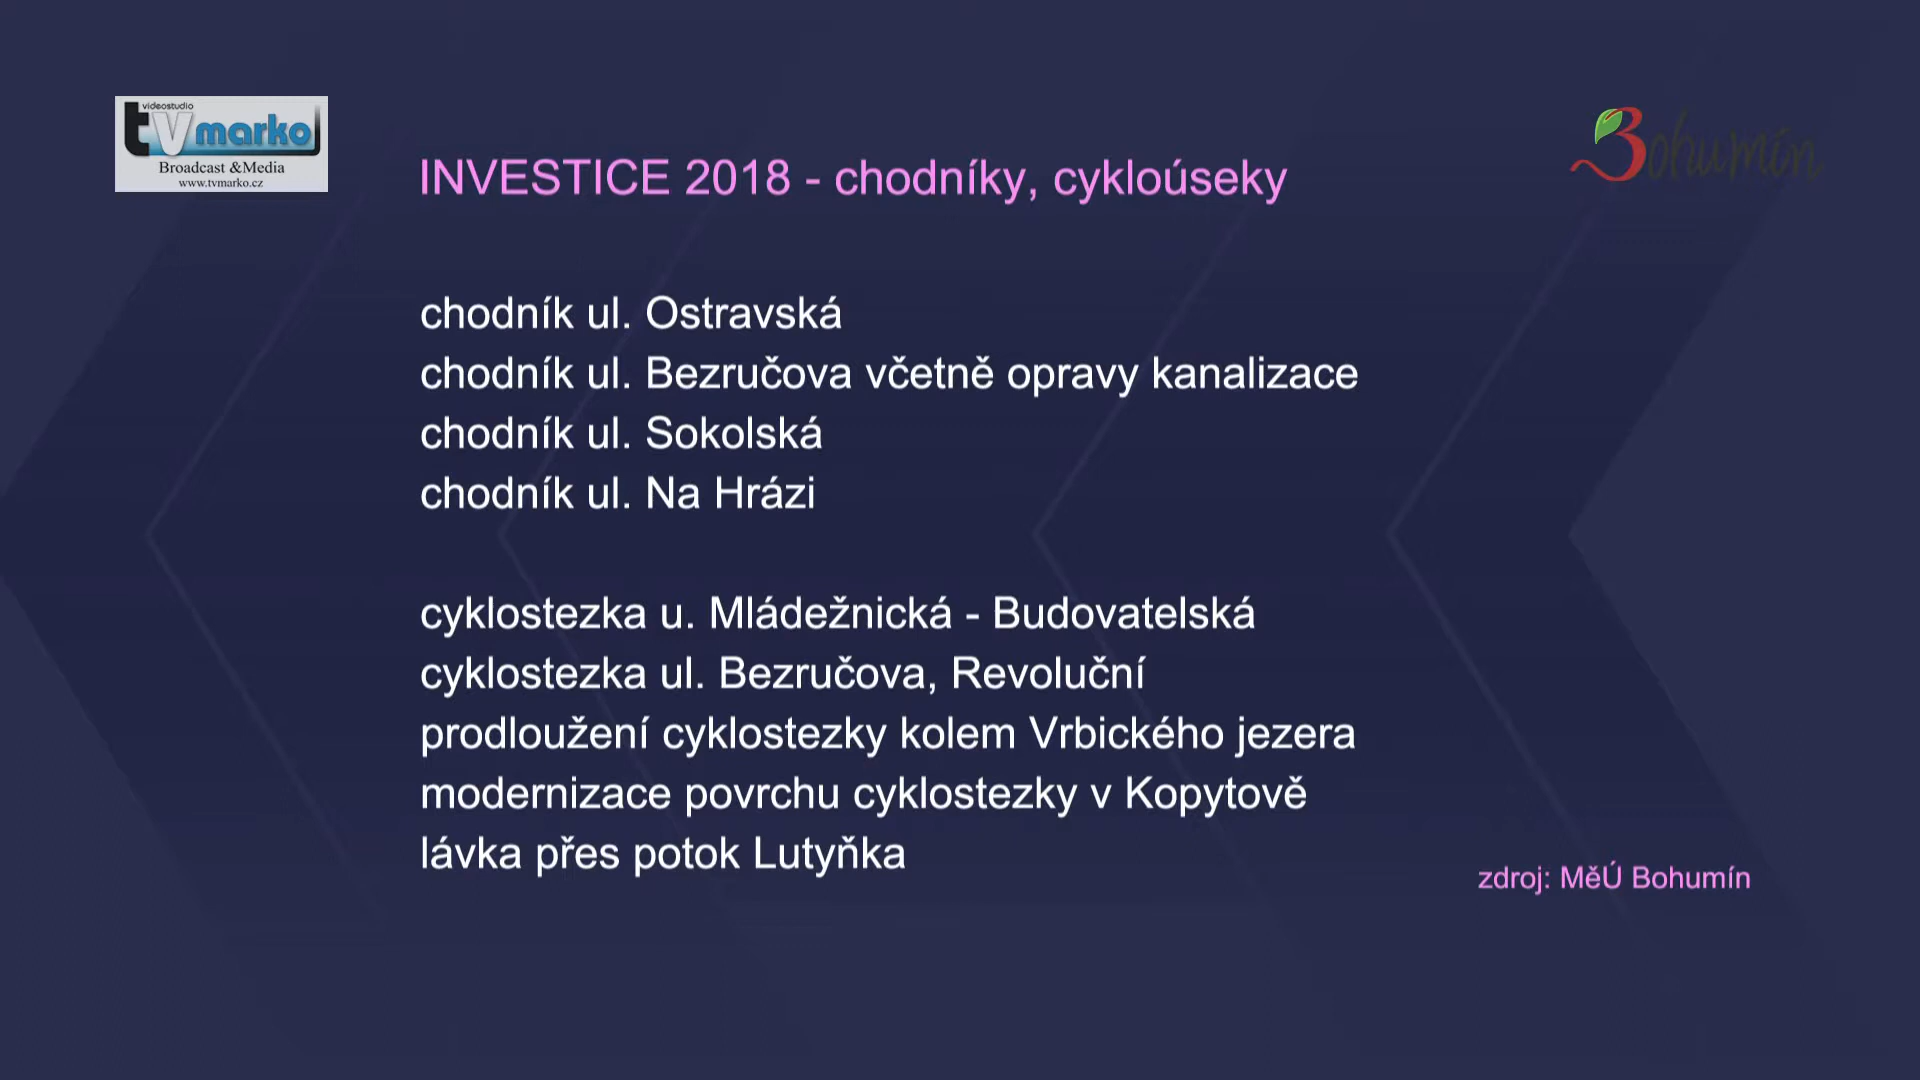 videostudio
tvmarko
Broadcast &Media
www.tvmarko.cz
Bohumín
INVESTICE 2018 - chodníky, cykloúseky
chodník ul. Ostravská
chodník ul. Bezručova včetně opravy kanalizace
chodník ul. Sokolská
chodník ul. Na Hrázi
cyklostezka u. Mládežnická - Budovatelská
cyklostezka ul. Bezručova, Revoluční
prodloužení cyklostezky kolem Vrbického jezera
modernizace povrchu cyklostezky v Kopytově
lávka přes potok Lutyňka
zdroj: MěÚ Bohumín